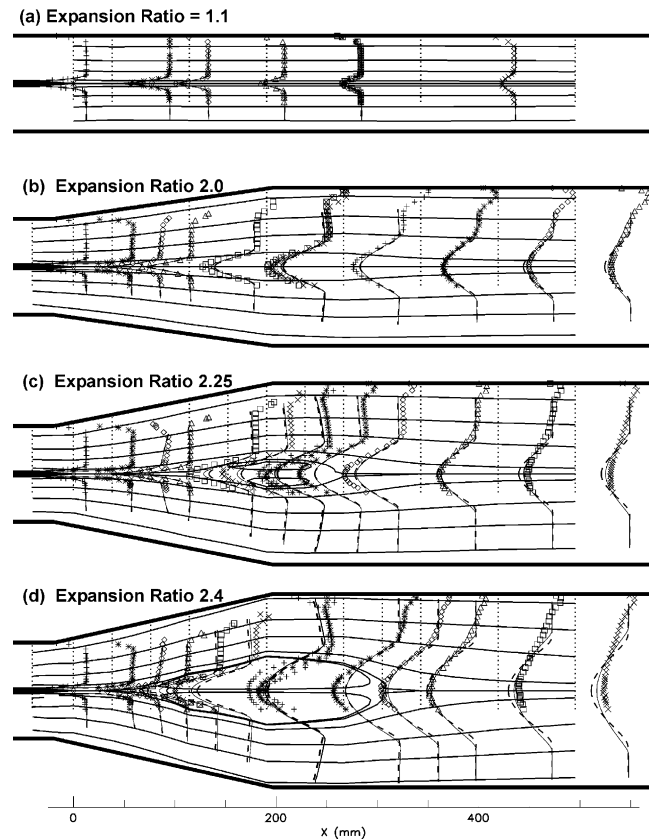 (a) Expansion Ratio = 1.1
(b) Expansion Ratio 2.0
(c) Expansion Ratio 2.25
(d) Expansion Ratio 2.4
0 200 400
X (mm)